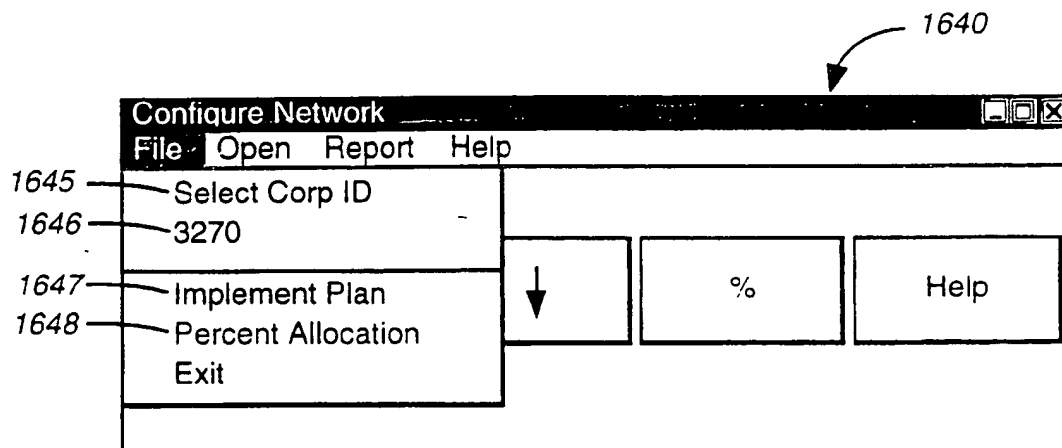 1640
Configure Network
File Open Report Help
1645 Select Corp ID
1646 3270
% Help
1647 Implement Plan
1648 Percent Allocation
Exit